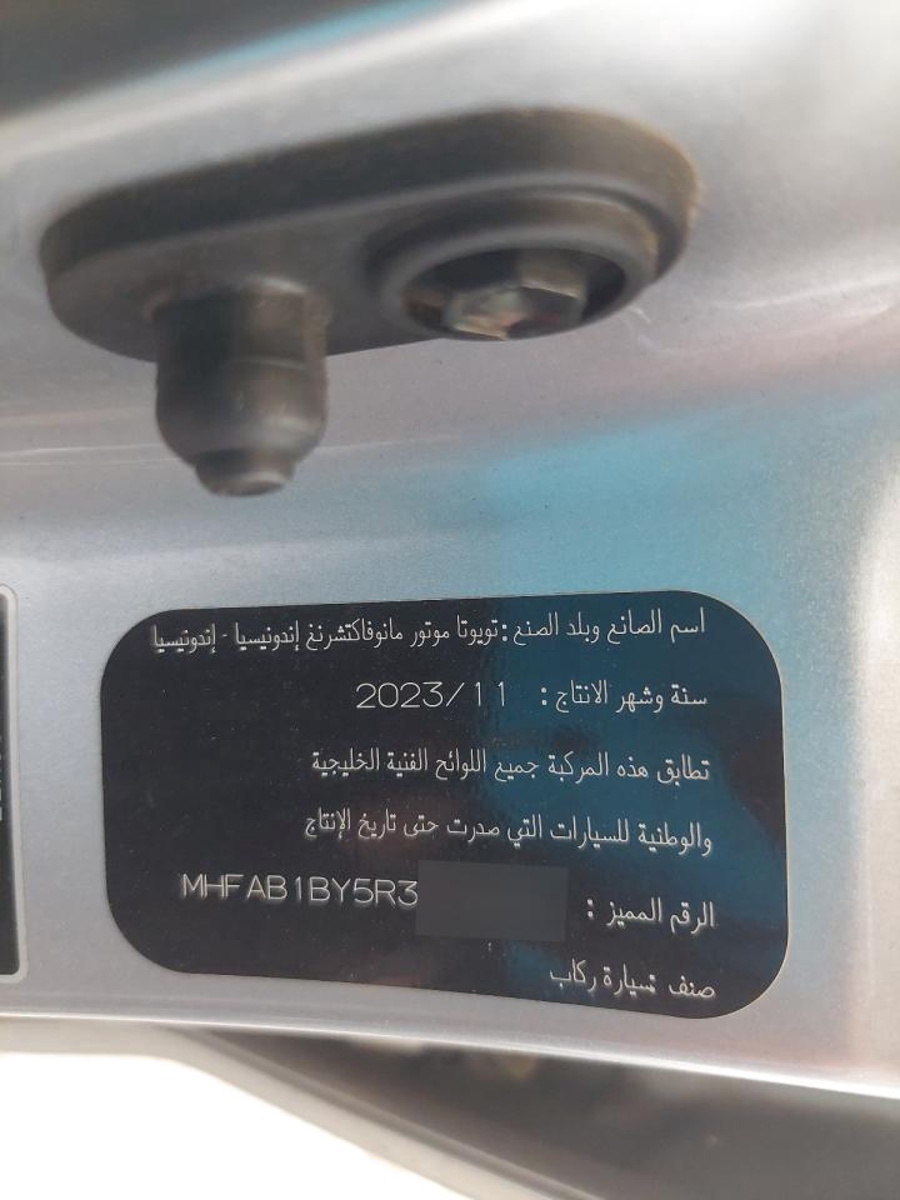 اسم الصانع وبلد الصنع : تويوتا موتور مانوفاكتشرنغ إندونيسيا - إندونيسيا
سنة وشهر الانتاج : 2023/11
تطابق هذه المركبة جميع اللوائح الفنية الخليجية
والوطنية للسيارات التي صدرت حتى تاريخ الإنتاج
الرقم المميز : MHFAB1BY5R3
صنف :سيارة ركاب